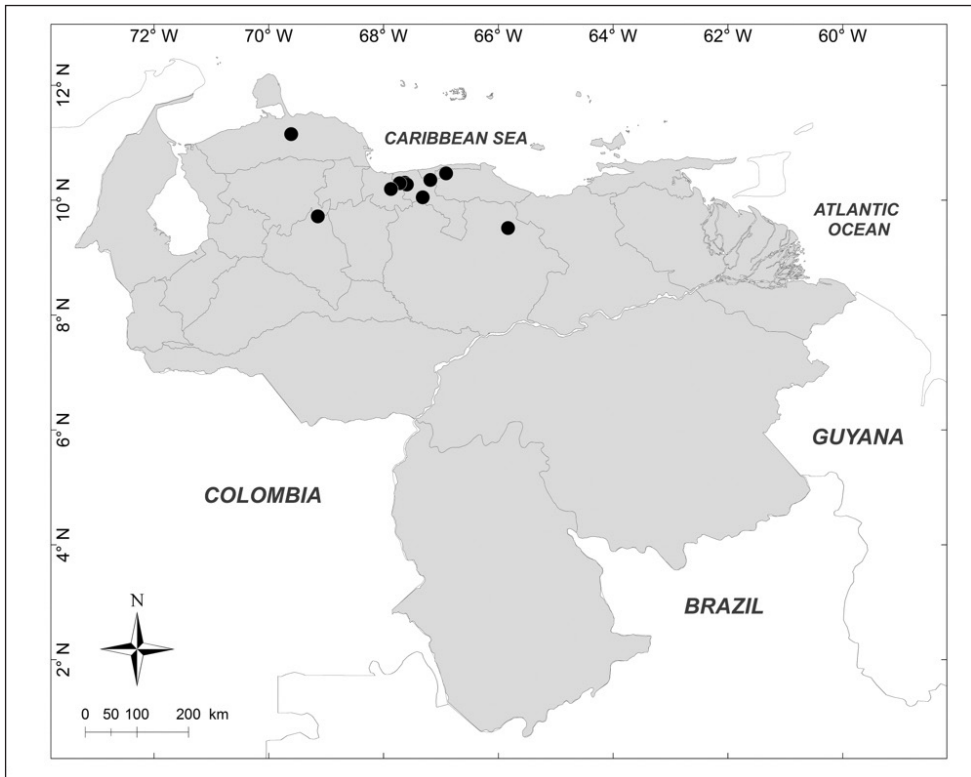 72° W 70° W 68° W 66° W 64° W 62° W 60° W
12° N
CARIBBEAN SEA
10° N
ATLANTIC
OCEAN
8° N
6° N
GUYANA
COLOMBIA
4° N
BRAZIL
N
2° N
0 50 100 200 km